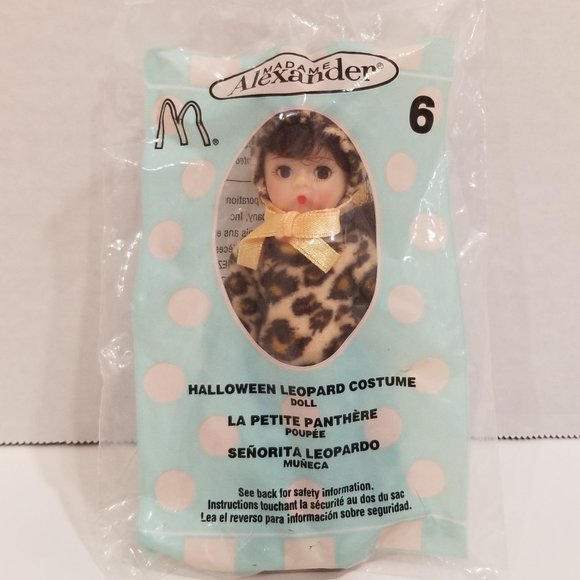 MADAME
Alexander®
M®
6
HALLOWEEN LEOPARD COSTUME
DOLL
LA PETITE PANTHÈRE
POUPÉE
SEÑORITA LEOPARDO
MUÑECA
See back for safety information.
Instructions touchant la sécurité au dos du sac
Lea el reverso para información sobre seguridad.